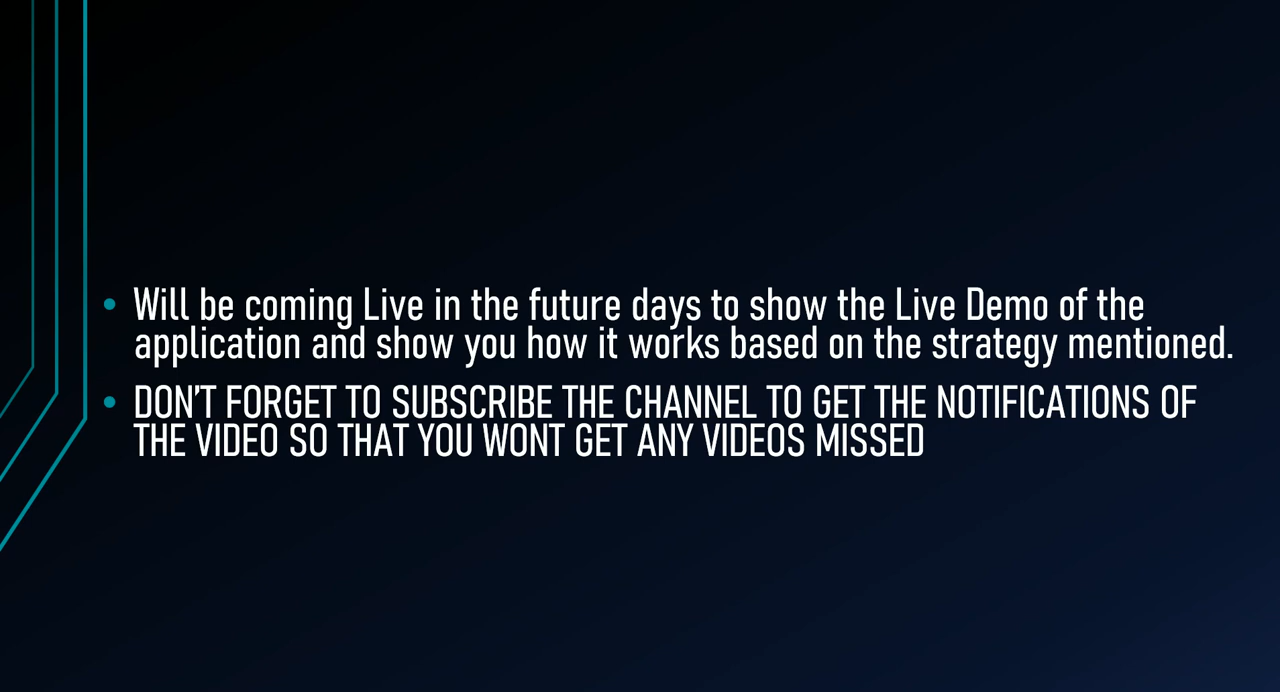 • Will be coming Live in the future days to show the Live Demo of the
application and show you how it works based on the strategy mentioned.
• DON'T FORGET TO SUBSCRIBE THE CHANNEL TO GET THE NOTIFICATIONS OF
THE VIDEO SO THAT YOU WONT GET ANY VIDEOS MISSED